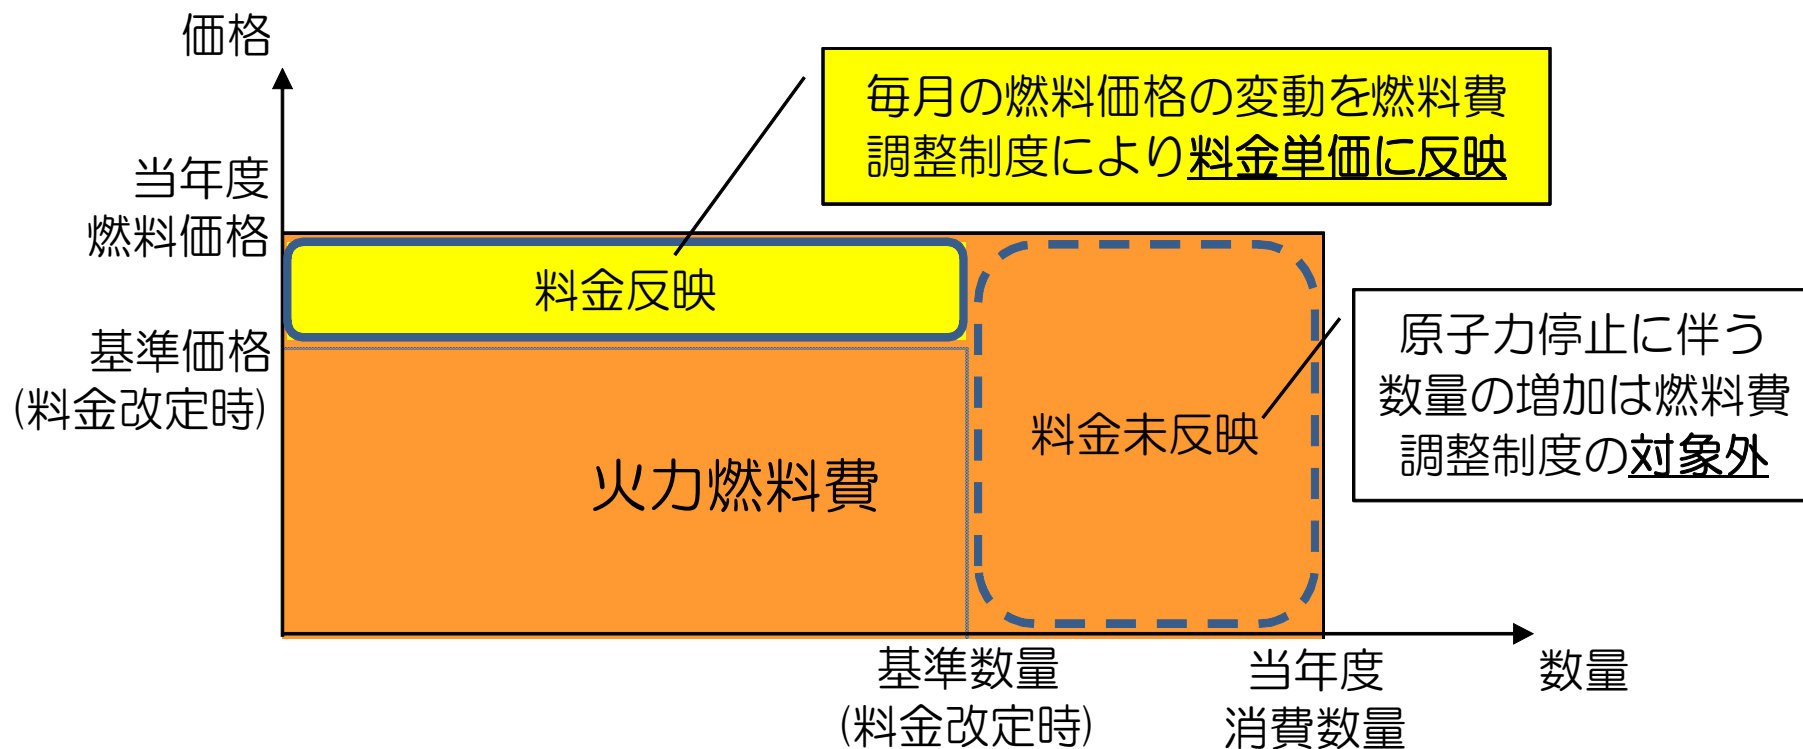 価格
毎月の燃料価格の変動を燃料費
調整制度により料金単価に反映
当年度
燃料価格
料金反映
基準価格
(料金改定時)
原子力停止に伴う
数量の増加は燃料費
調整制度の対象外
料金未反映
火力燃料費
基準数量
(料金改定時)
当年度
消費数量
数量